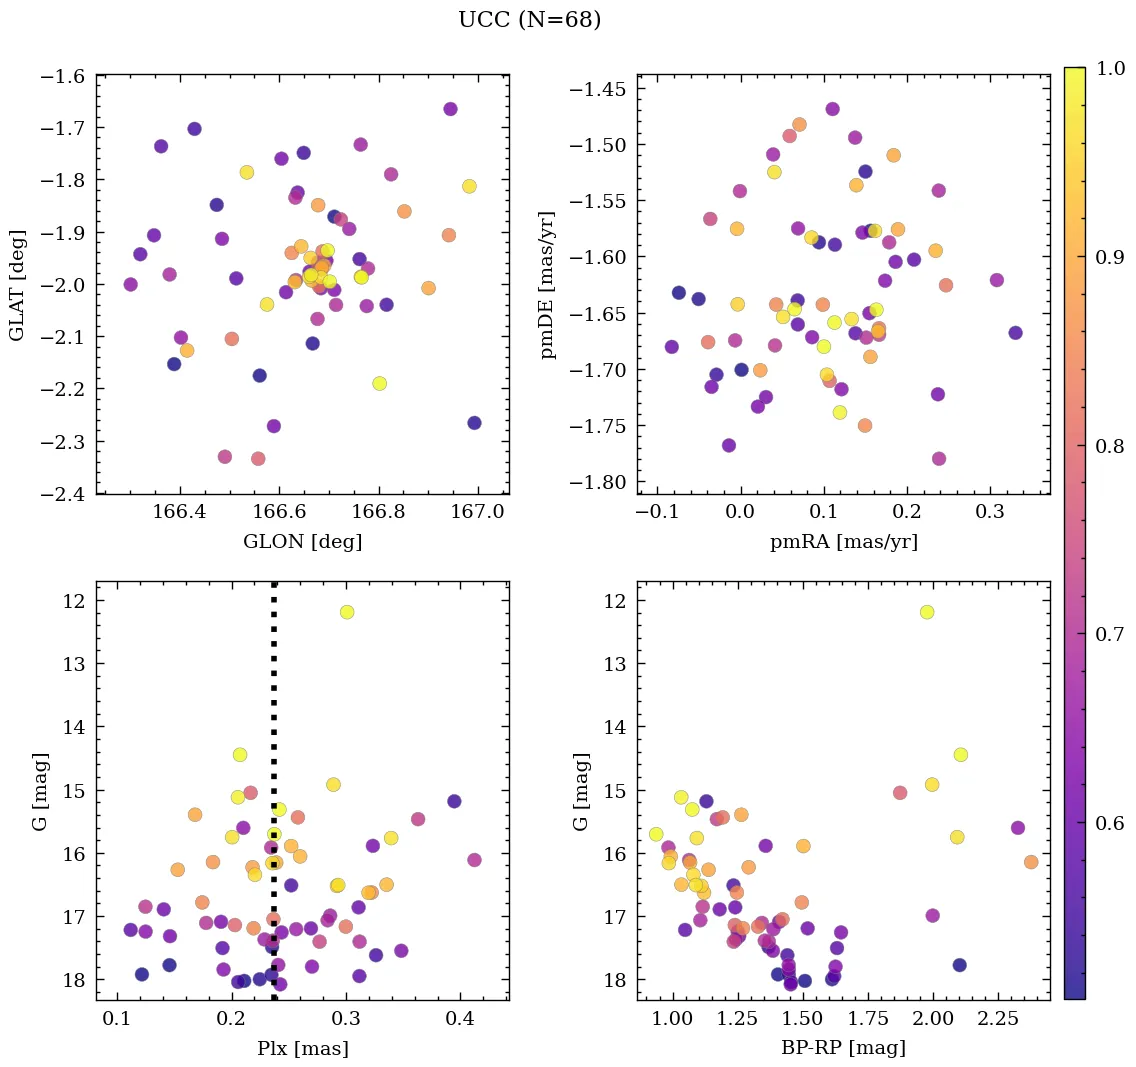 UCC (N=68)
−1.6
−1.7
−1.8
−1.9
−2.0
−2.1
−2.2
−2.3
−2.4
GLAT [deg]
166.4 166.6 166.8 167.0
GLON [deg]
−1.45
−1.50
−1.55
−1.60
−1.65
−1.70
−1.75
−1.80
pmDE [mas/yr]
−0.1 0.0 0.1 0.2 0.3
pmRA [mas/yr]
12
13
14
15
16
17
18
G [mag]
0.1 0.2 0.3 0.4
Plx [mas]
12
13
14
15
16
17
18
G [mag]
1.00 1.25 1.50 1.75 2.00 2.25
BP-RP [mag]
1.0
0.9
0.8
0.7
0.6